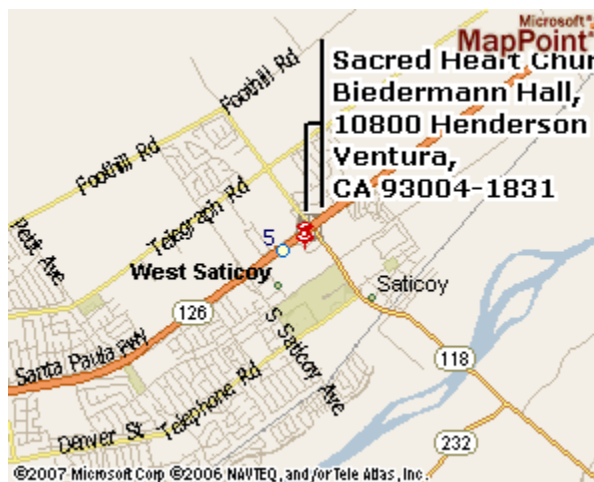 Microsoft®
MapPoint®
Sacred Heart Chur
Biedermann Hall,
10800 Henderson
Ventura,
CA 93004-1831
Foothill Rd
Foothill Rd
Telegraph Rd
Petit Ave
5
West Saticoy
Saticoy
126
S Saticoy Ave
Santa Paula Fwy
118
Telephone Rd
Denver St
232
©2007 Microsoft Corp ©2006 NAVTEQ, and/or Tele Atlas, Inc.